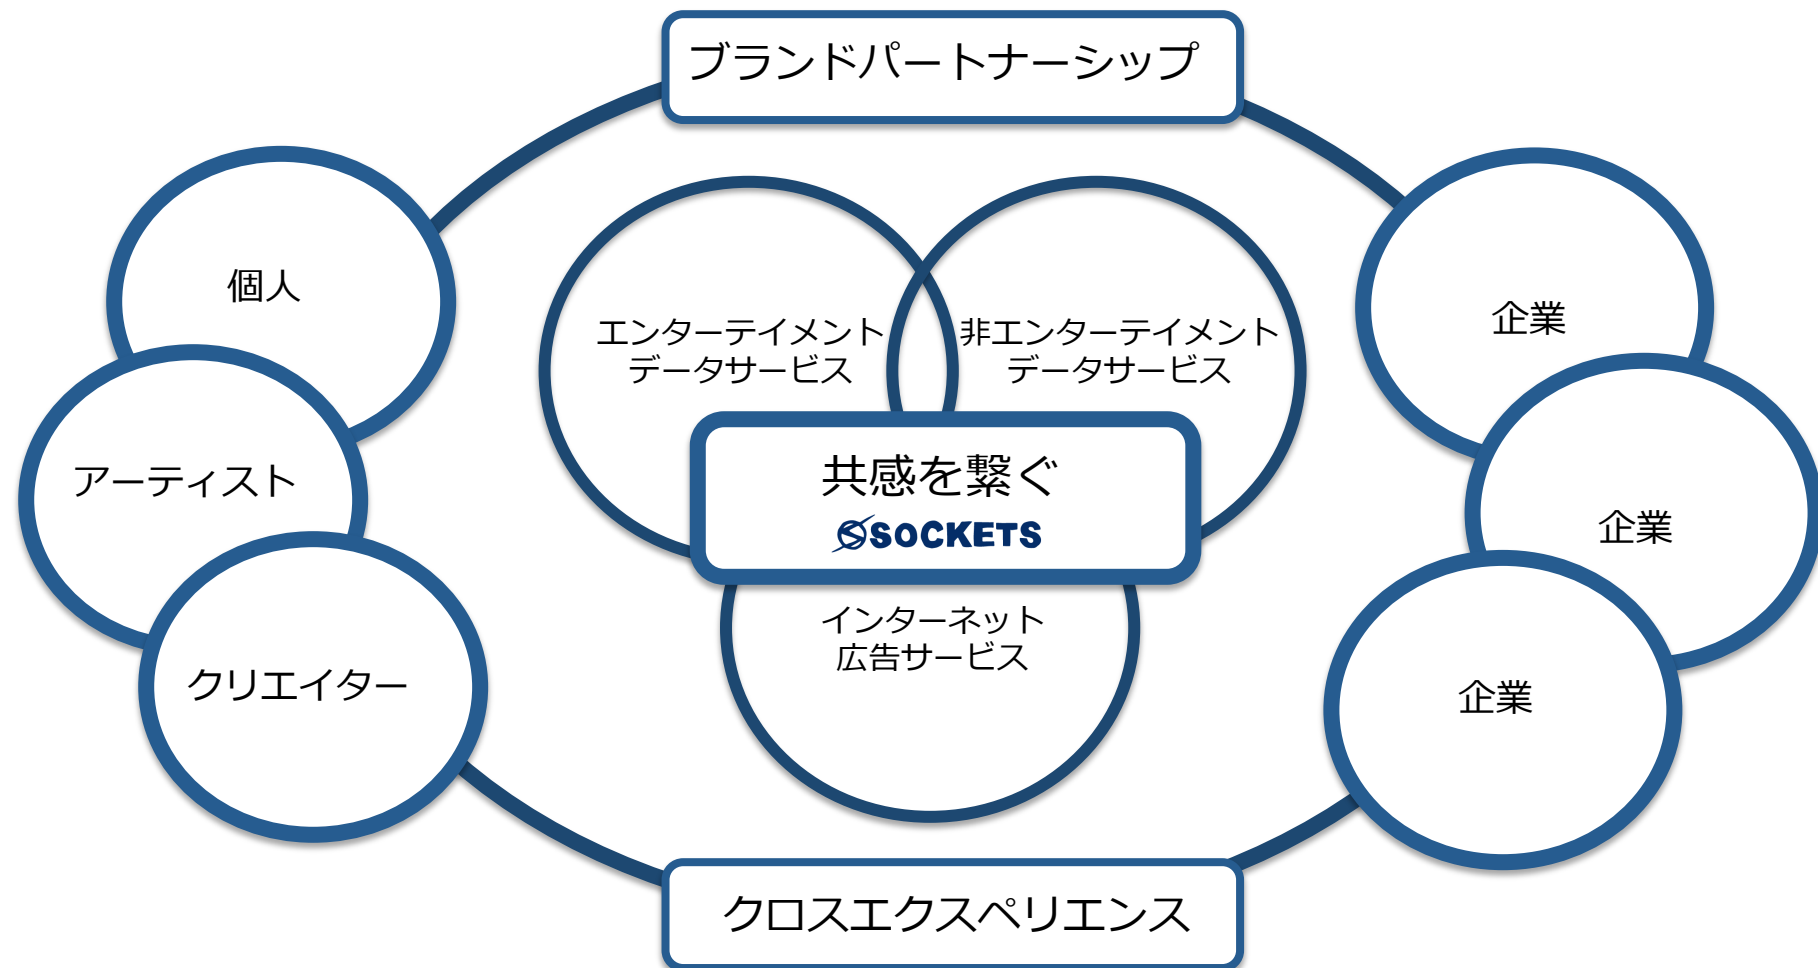 ブランドパートナーシップ
個人
アーティスト
クリエイター
エンターテイメント
データサービス
非エンターテイメント
データサービス
共感を繋ぐ
SOCKETS
インターネット
広告サービス
企業
企業
企業
クロスエクスペリエンス